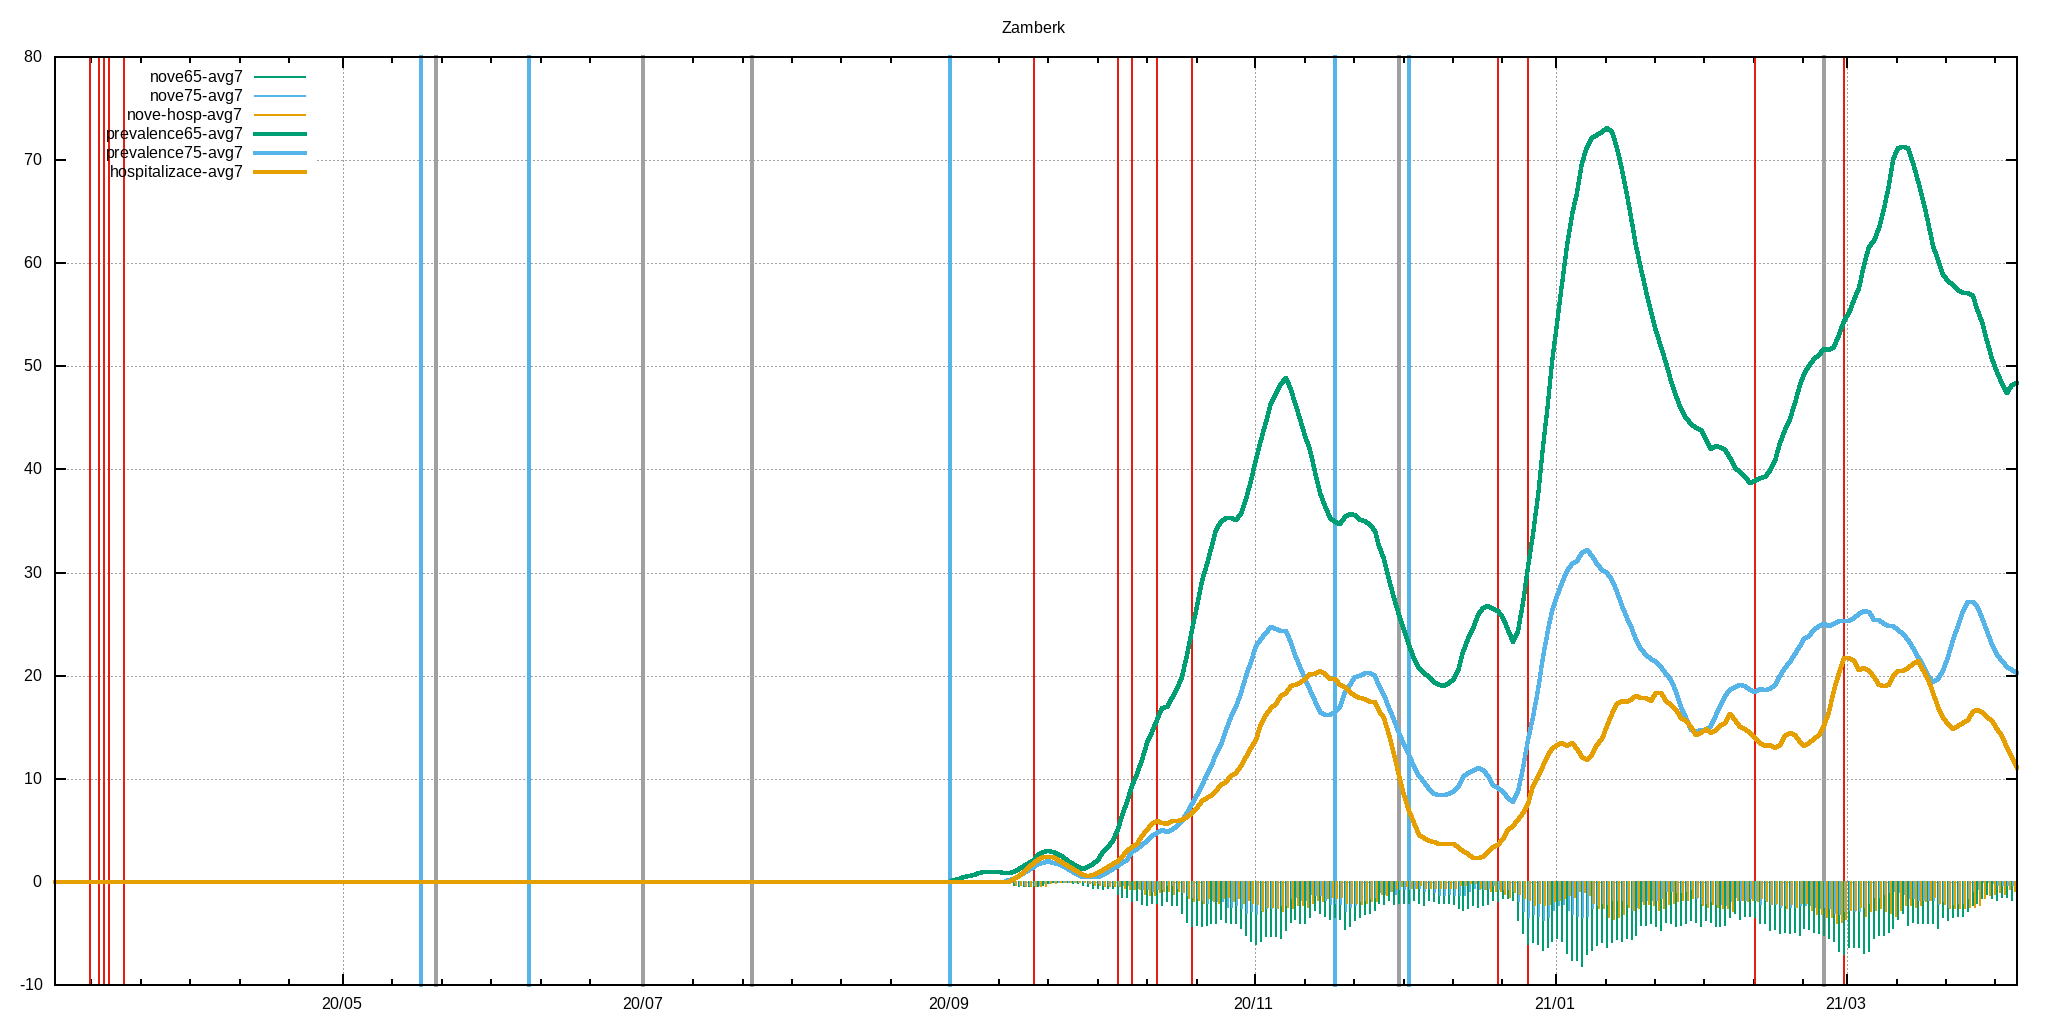 Zamberk
80
70
60
50
40
30
20
10
0
-10
nove65-avg7
nove75-avg7
nove-hosp-avg7
prevalence65-avg7
prevalence75-avg7
hospitalizace-avg7
20/05 20/07 20/09 20/11 21/01 21/03